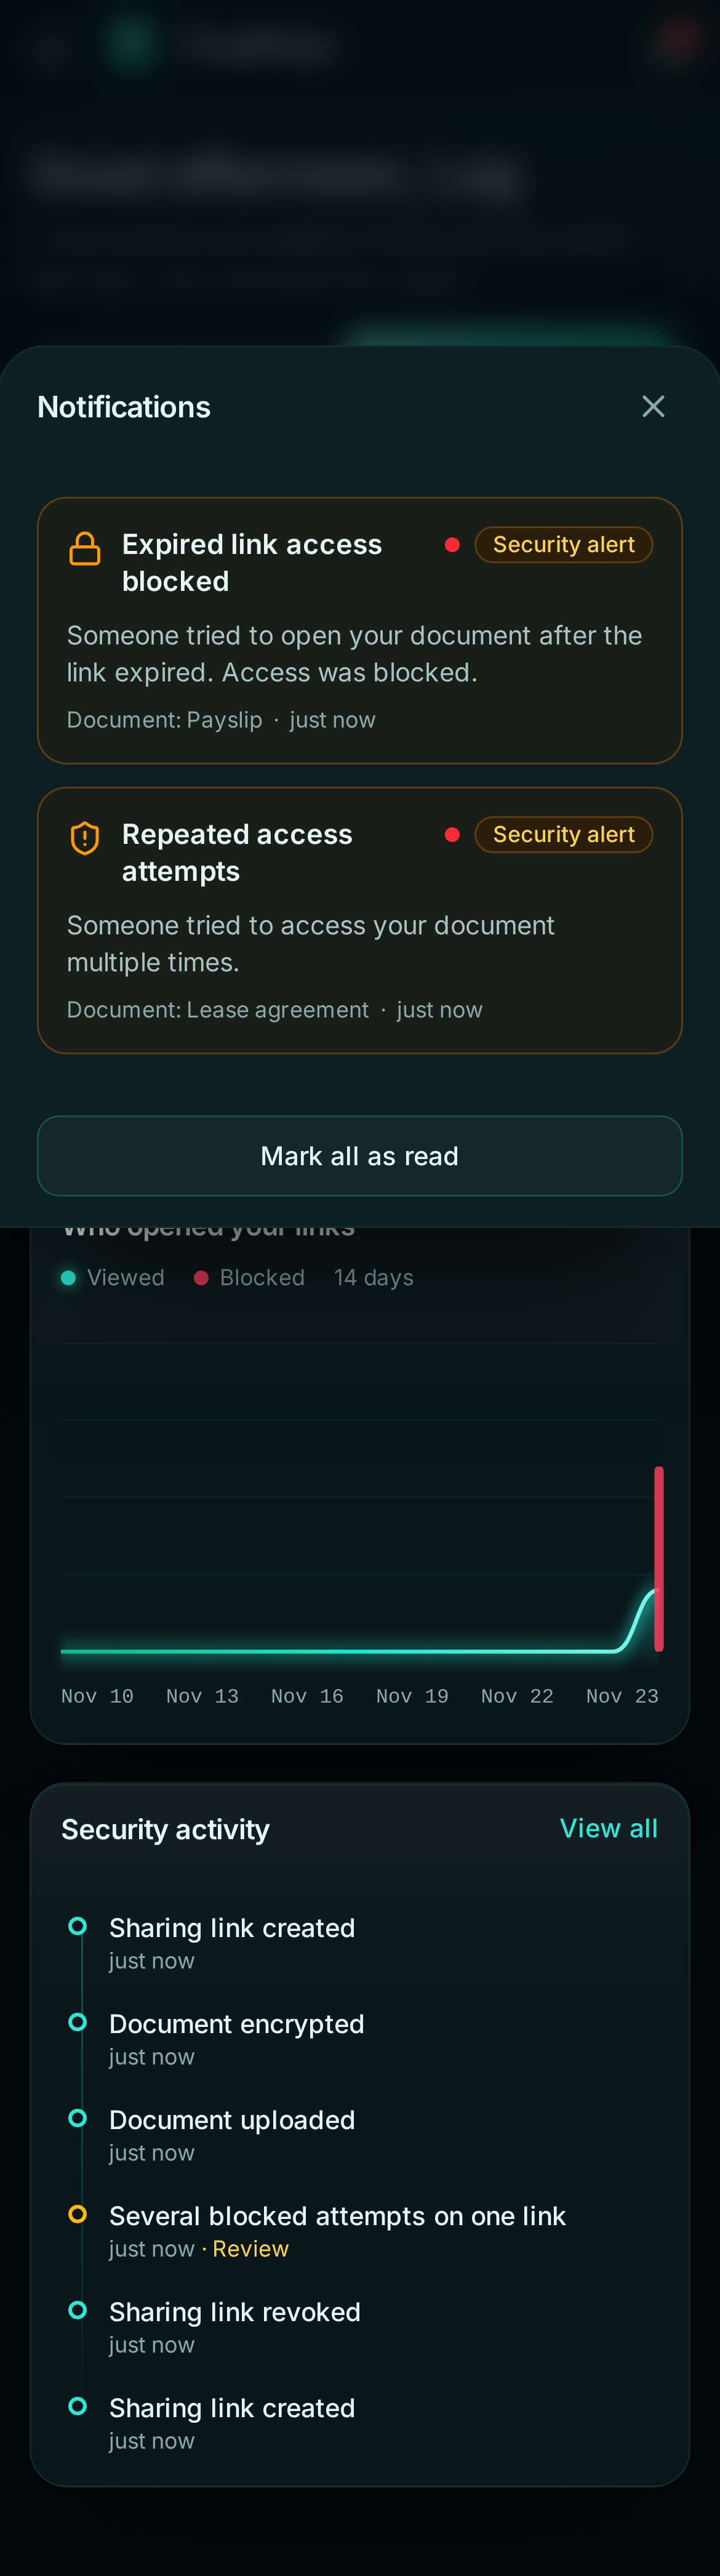 Notifications
Expired link access
blocked
Security alert
Someone tried to open your document after the
link expired. Access was blocked.
Document: Payslip · just now
Repeated access
attempts
Security alert
Someone tried to access your document
multiple times.
Document: Lease agreement · just now
Mark all as read
Who opened your links
Viewed Blocked 14 days
Nov 10 Nov 13 Nov 16 Nov 19 Nov 22 Nov 23
Security activity
View all
Sharing link created
just now
Document encrypted
just now
Document uploaded
just now
Several blocked attempts on one link
just now · Review
Sharing link revoked
just now
Sharing link created
just now